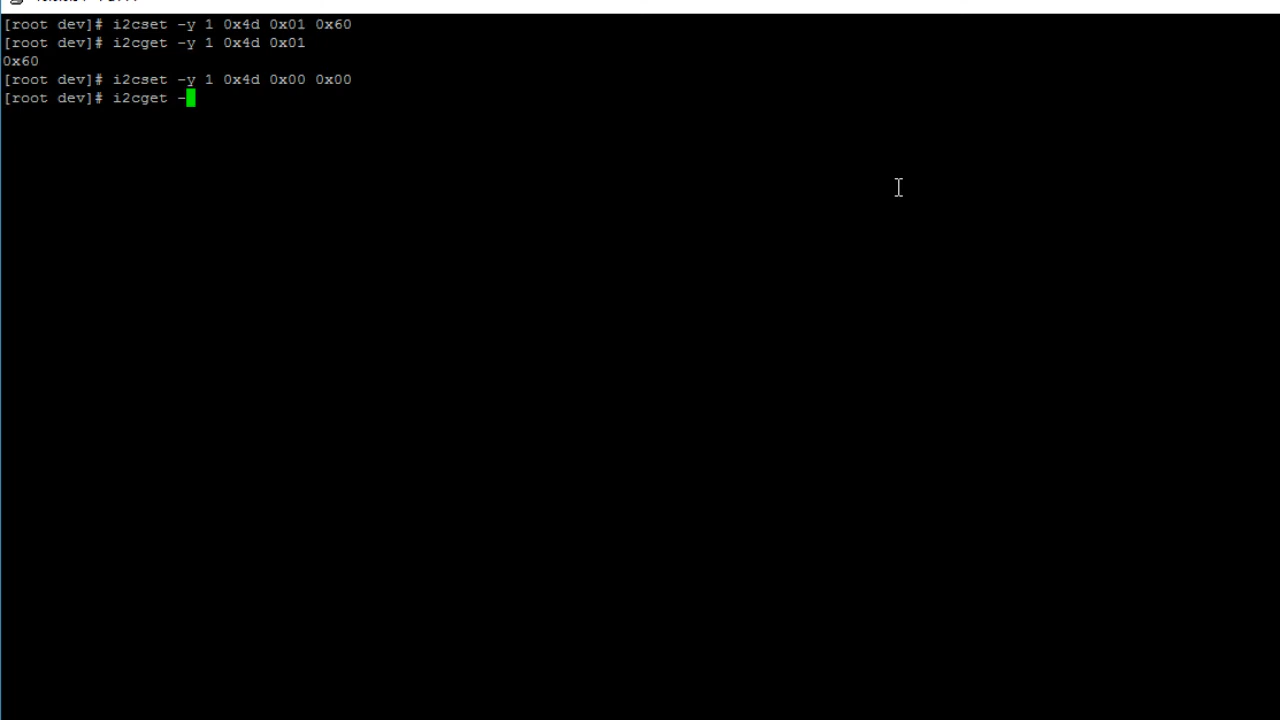 [root dev]# i2cset -y 1 0x4d 0x01 0x60
[root dev]# i2cget -y 1 0x4d 0x01
0x60
[root dev]# i2cset -y 1 0x4d 0x00 0x00
[root dev]# i2cget -